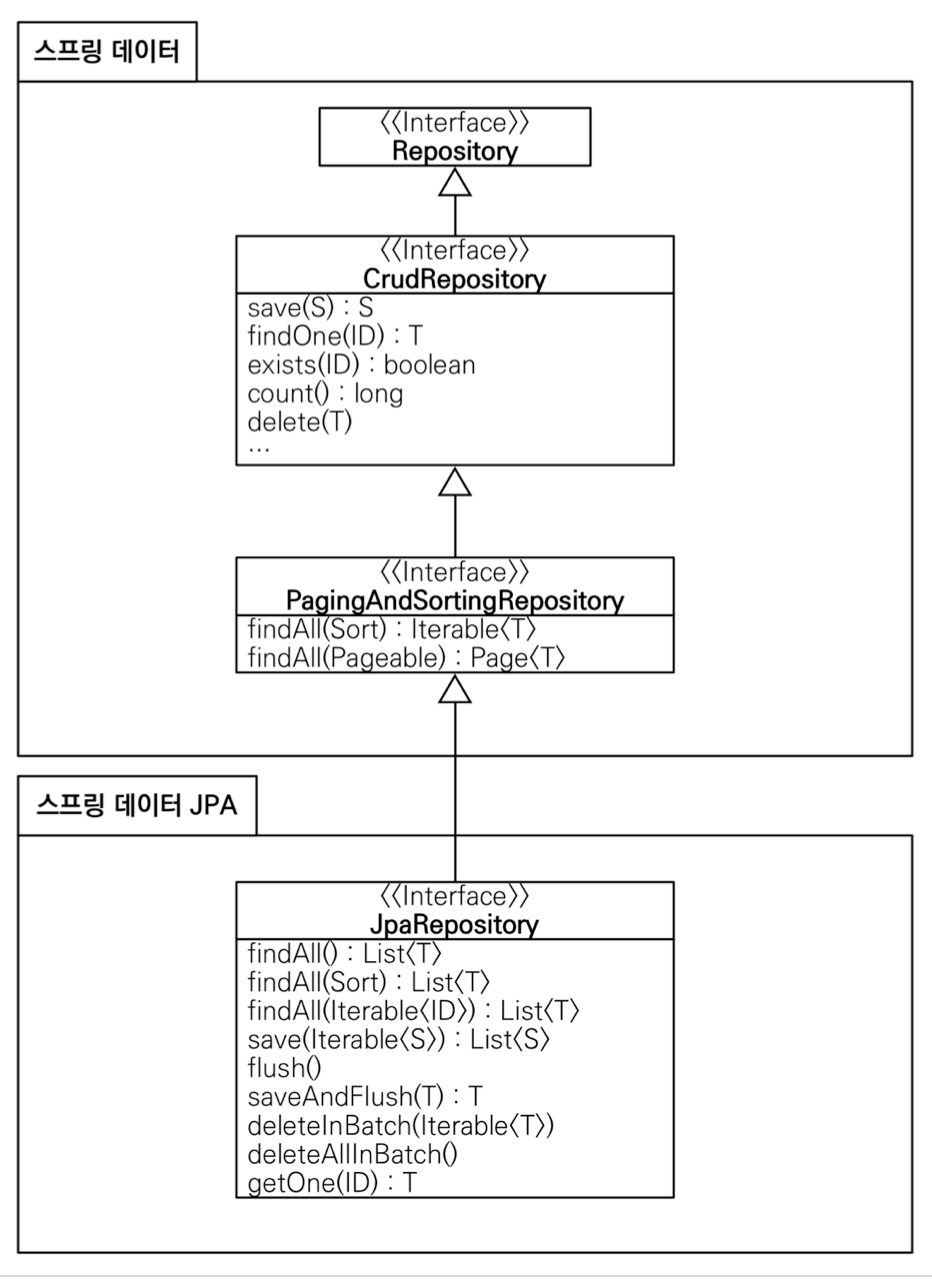 스프링 데이터
〈〈Interface〉〉
Repository
〈〈Interface〉〉
CrudRepository
save(S) : S
findOne(ID) : T
exists(ID) : boolean
count() : long
delete(T)
...
〈〈Interface〉〉
PagingAndSortingRepository
findAll(Sort) : Iterable〈T〉
findAll(Pageable) : Page〈T〉
스프링 데이터 JPA
〈〈Interface〉〉
JpaRepository
findAll() : List〈T〉
findAll(Sort) : List〈T〉
findAll(Iterable〈ID〉) : List〈T〉
save(Iterable〈S〉) : List〈S〉
flush()
saveAndFlush(T) : T
deleteInBatch(Iterable〈T〉)
deleteAllInBatch()
getOne(ID) : T